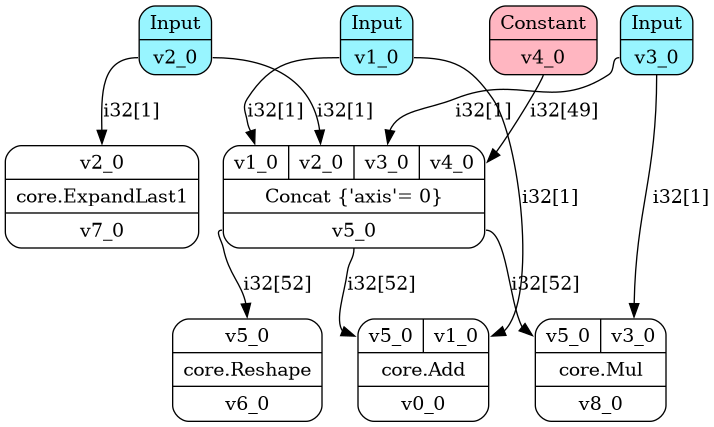 Input
v2_0
Input
v1_0
Constant
v4_0
Input
v3_0
i32[1]
i32[1]
i32[1]
i32[1]
i32[49]
v2_0
core.ExpandLast1
v7_0
v1_0 v2_0 v3_0 v4_0
Concat {'axis'= 0}
v5_0
i32[1]
i32[1]
i32[52]
i32[52]
i32[52]
v5_0
core.Reshape
v6_0
v5_0 v1_0
core.Add
v0_0
v5_0 v3_0
core.Mul
v8_0